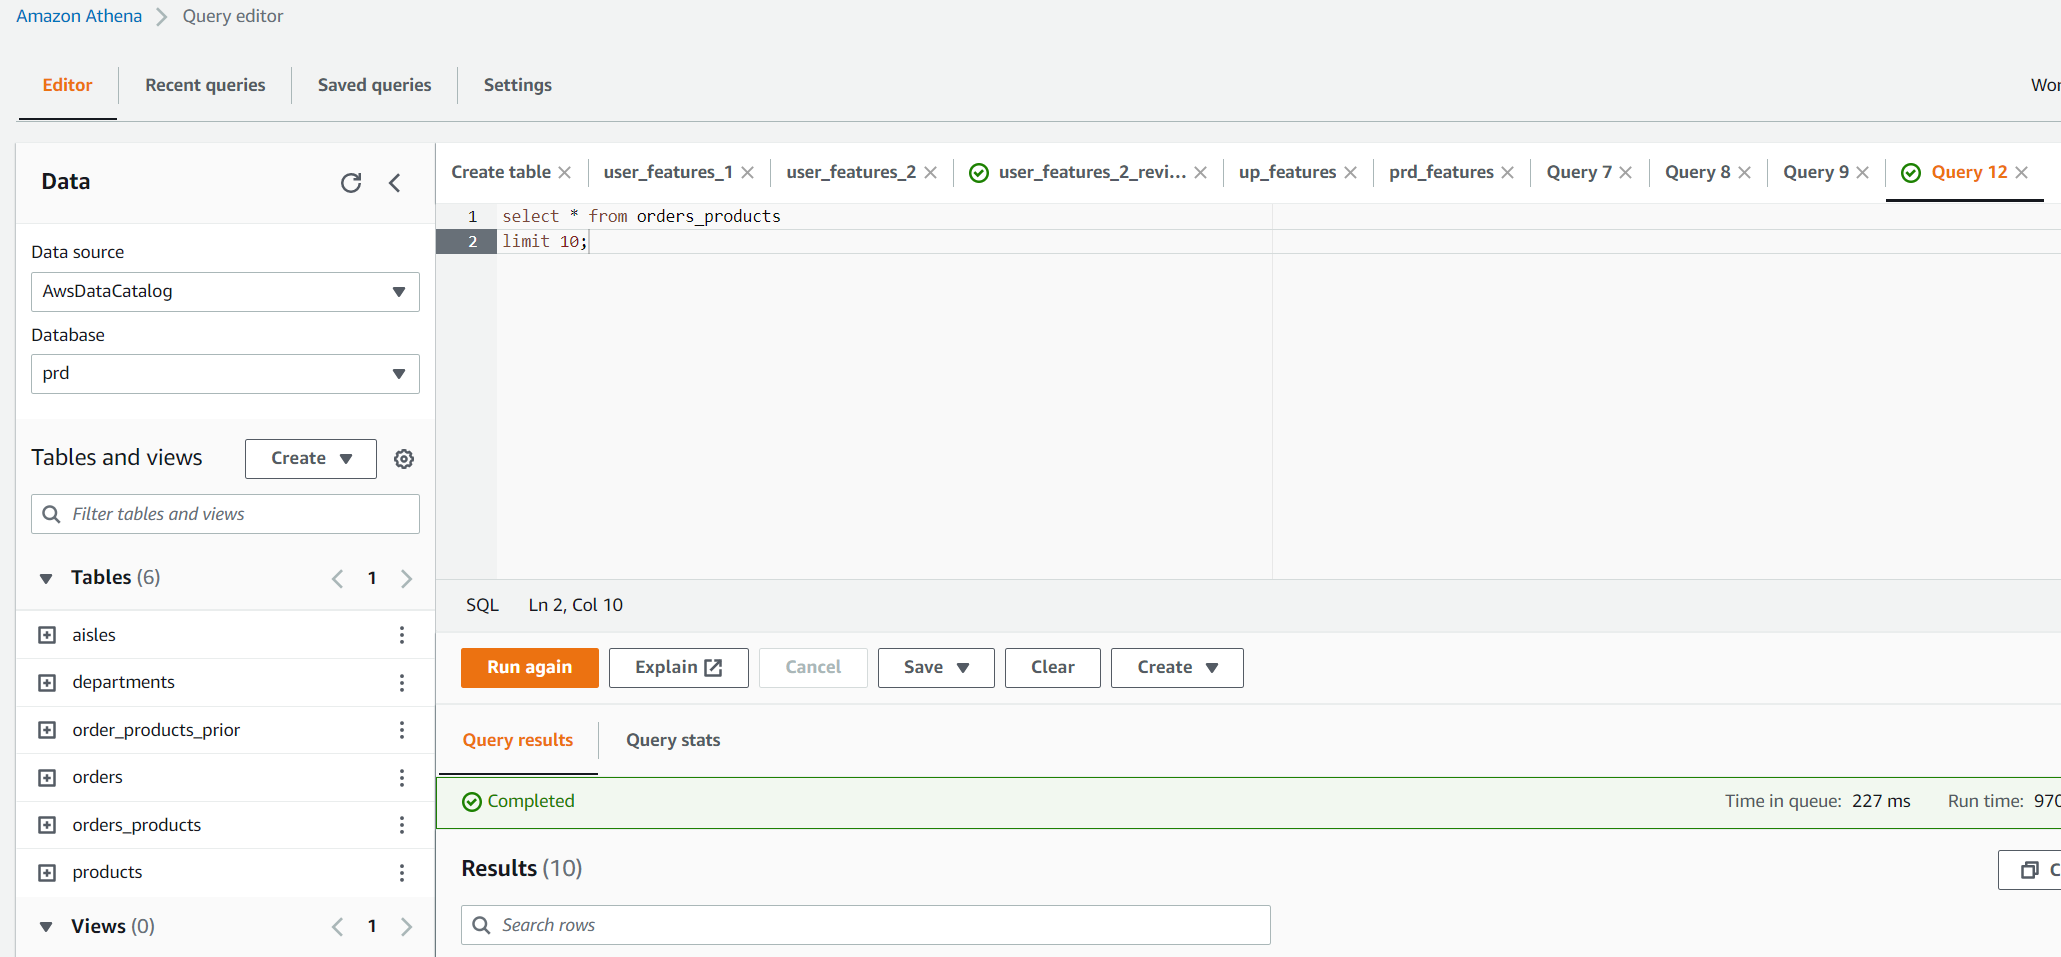 Amazon Athena > Query editor
Editor Recent queries Saved queries Settings
Data
Data source
AwsDataCatalog
Database
prd
Tables and views Create
Filter tables and views
Tables (6) < 1 >
aisles
departments
order_products_prior
orders
orders_products
products
Views (0) < 1 >
Create table user_features_1 user_features_2 user_features_2_revi... up_features prd_features Query 7 Query 8 Query 9 Query 12
1 select * from orders_products
2 limit 10;
SQL Ln 2, Col 10
Run again Explain Cancel Save Clear Create
Query results Query stats
Completed Time in queue: 227 ms Run time: 970
Results (10)
Search rows